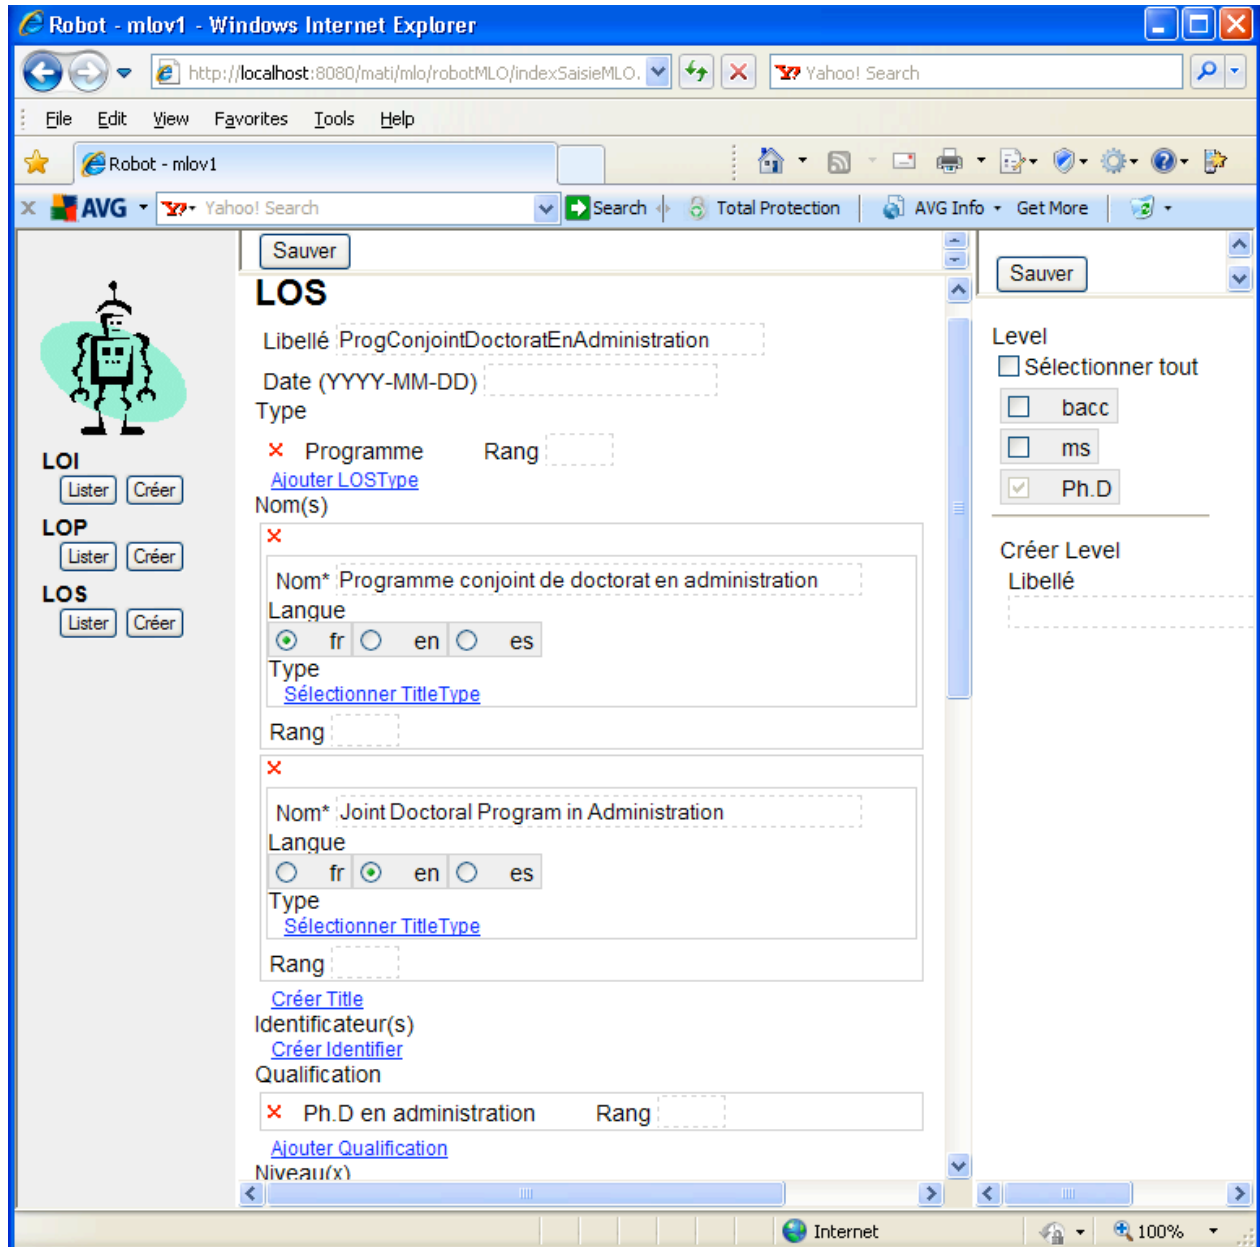 Robot - mlov1 - Windows Internet Explorer
http://localhost:8080/mati/mlo/robotMLO/indexSaisieMLO.
Yahoo! Search
File Edit View Favorites Tools Help
Robot - mlov1
AVG Yahoo! Search Search Total Protection AVG Info Get More
LOI
Lister Créer
LOP
Lister Créer
LOS
Lister Créer
Sauver
LOS
Libellé ProgConjointDoctoratEnAdministration
Date (YYYY-MM-DD)
Type
Programme Rang
Ajouter LOSType
Nom(s)
Nom* Programme conjoint de doctorat en administration
Langue
fr en es
Type
Sélectionner TitleType
Rang
Nom* Joint Doctoral Program in Administration
Langue
fr en es
Type
Sélectionner TitleType
Rang
Créer Title
Identificateur(s)
Créer Identifier
Qualification
Ph.D en administration Rang
Ajouter Qualification
Niveau(x)
Sauver
Level
Sélectionner tout
bacc
ms
Ph.D
Créer Level
Libellé
Internet 100%